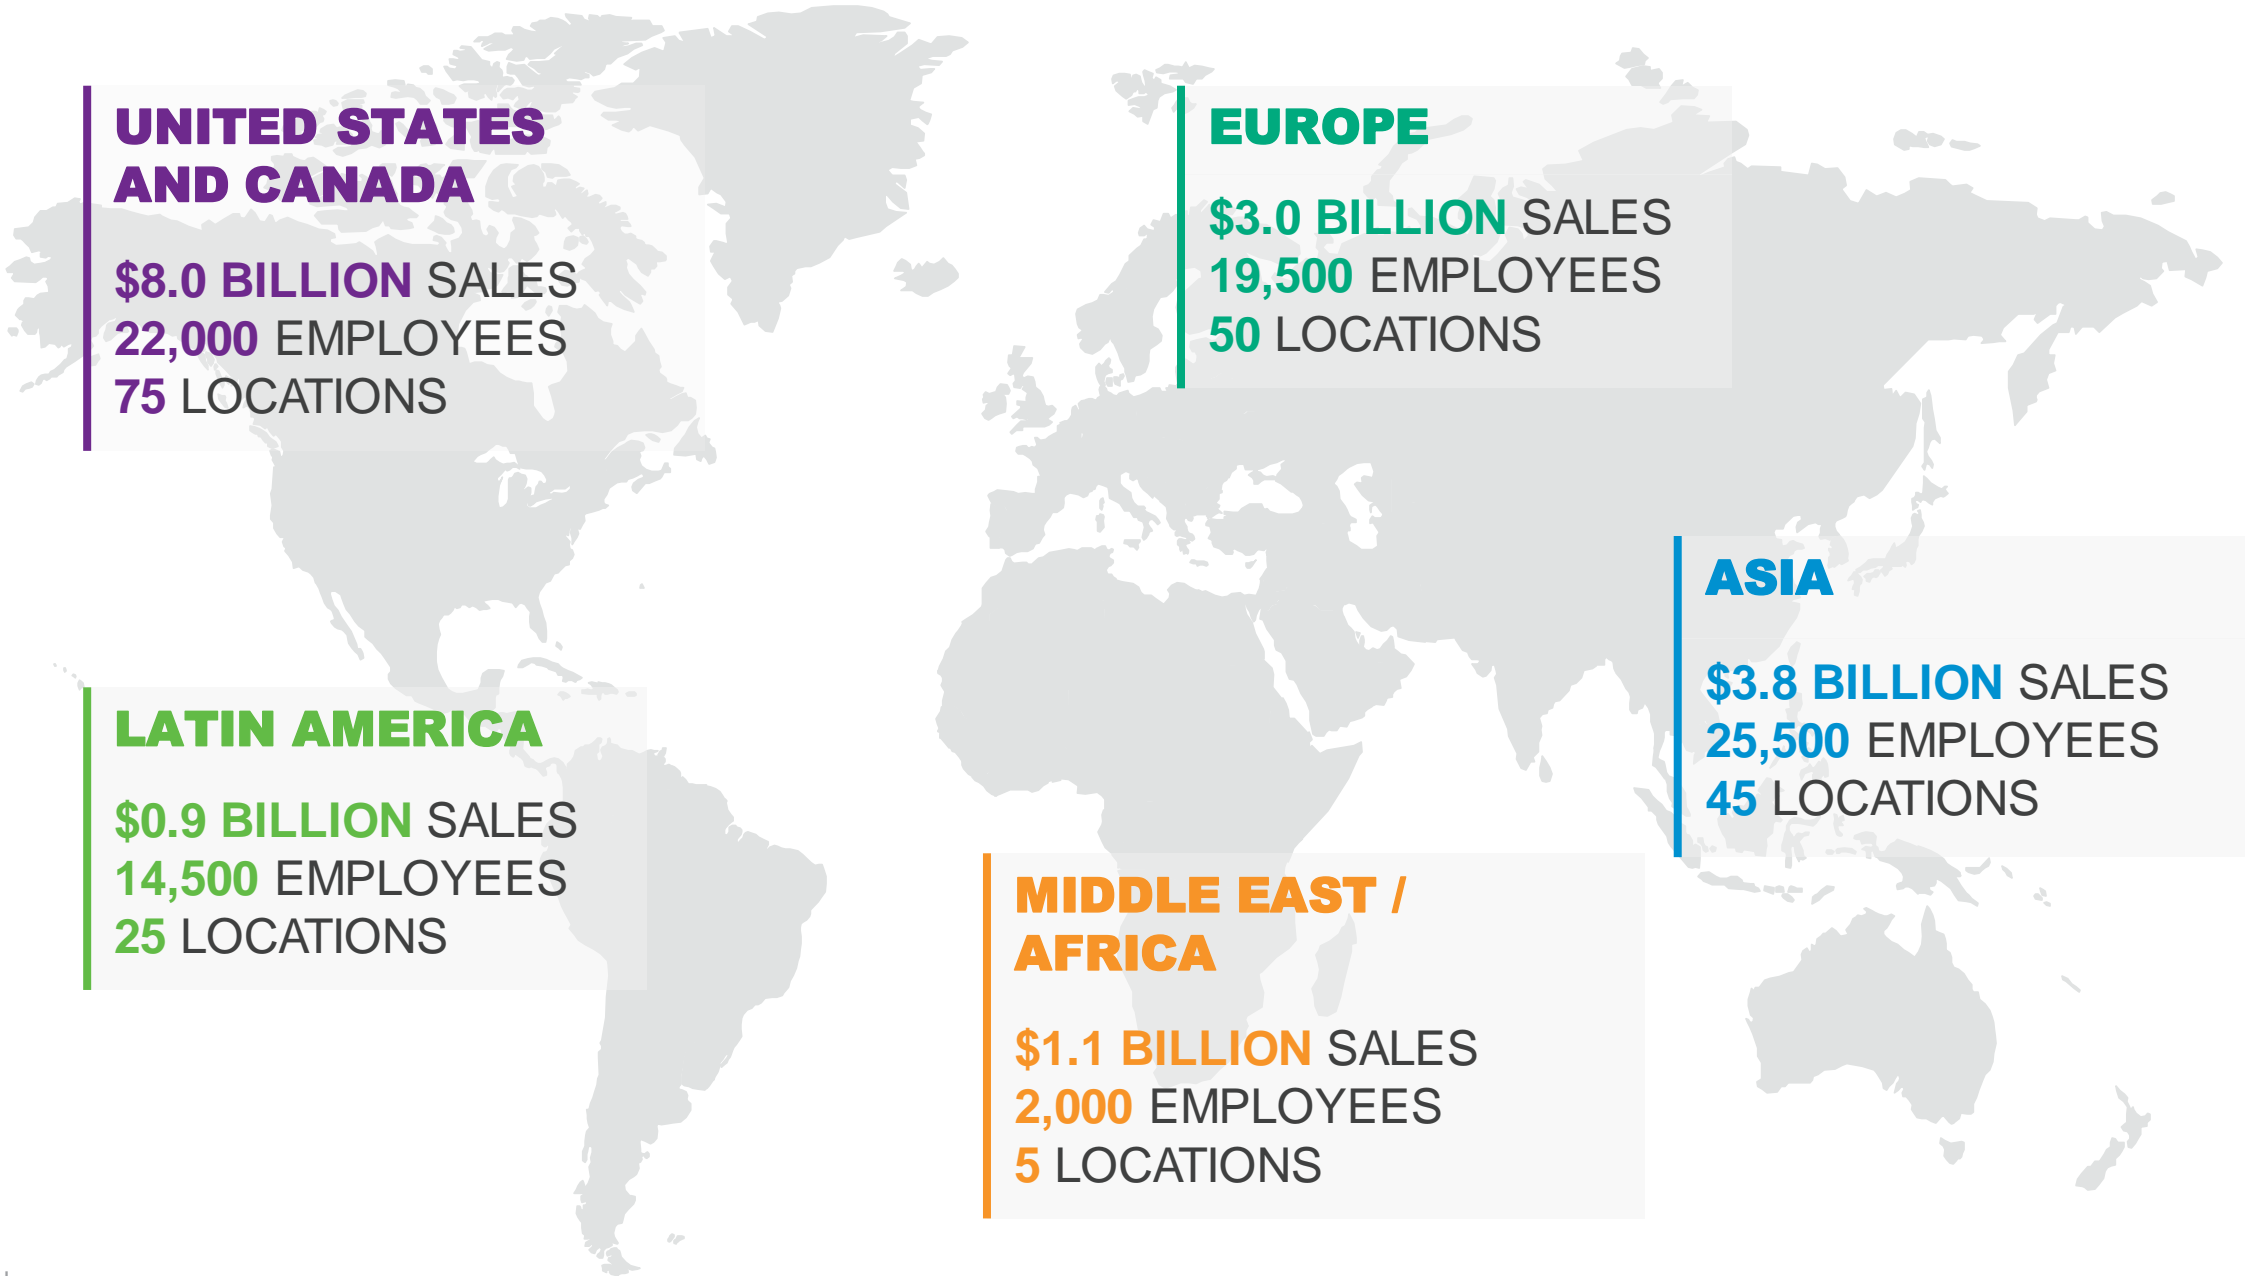 UNITED STATES
AND CANADA
$8.0 BILLION SALES
22,000 EMPLOYEES
75 LOCATIONS
EUROPE
$3.0 BILLION SALES
19,500 EMPLOYEES
50 LOCATIONS
ASIA
$3.8 BILLION SALES
25,500 EMPLOYEES
45 LOCATIONS
LATIN AMERICA
$0.9 BILLION SALES
14,500 EMPLOYEES
25 LOCATIONS
MIDDLE EAST /
AFRICA
$1.1 BILLION SALES
2,000 EMPLOYEES
5 LOCATIONS